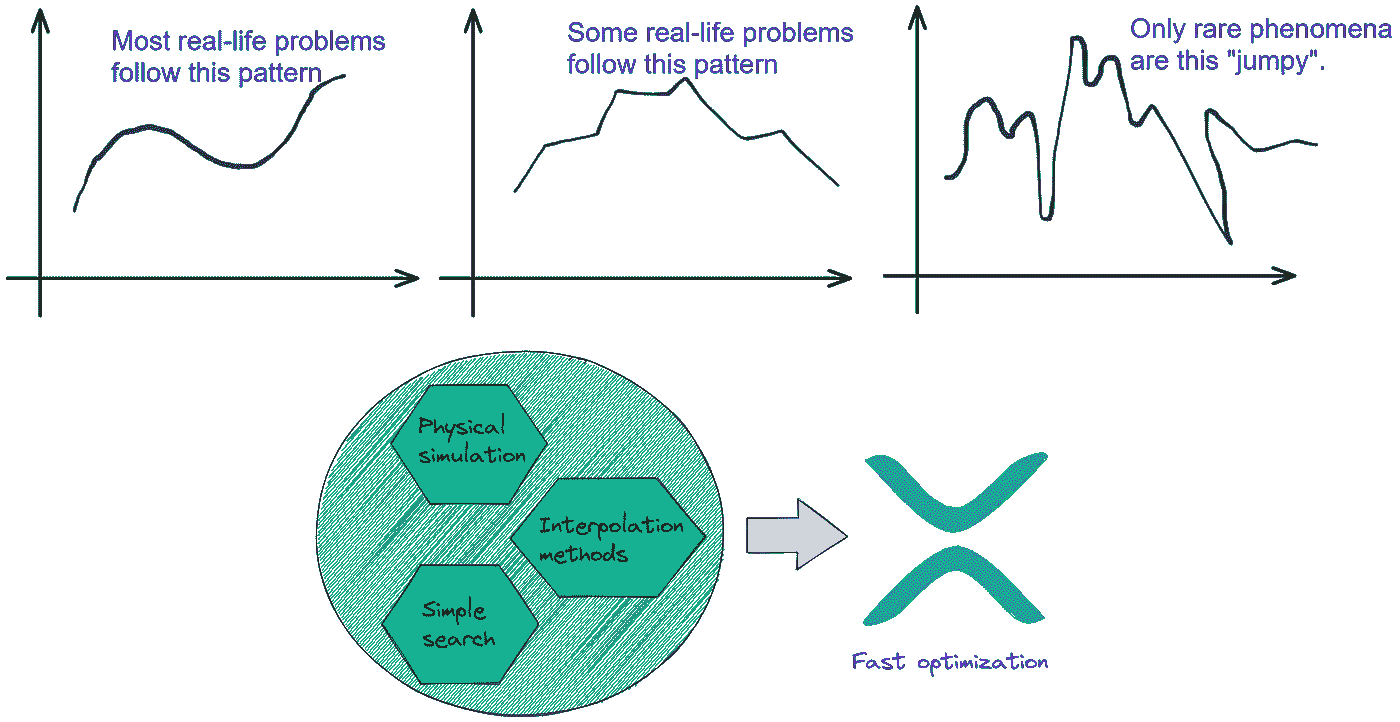 Most real-life problems
follow this pattern
Some real-life problems
follow this pattern
Only rare phenomena
are this "jumpy".
Physical
simulation
Interpolation
methods
Simple
search
Fast optimization